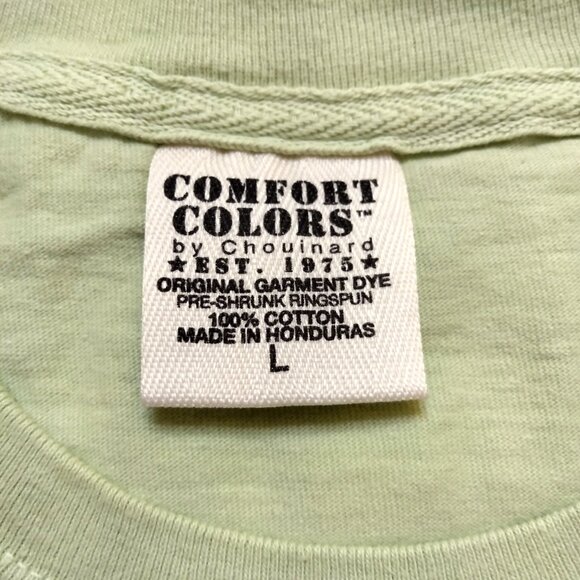 COMFORT
COLORS™
by Chouinard
★EST. 1975★
ORIGINAL GARMENT DYE
PRE-SHRUNK RINGSPUN
100% COTTON
MADE IN HONDURAS
L